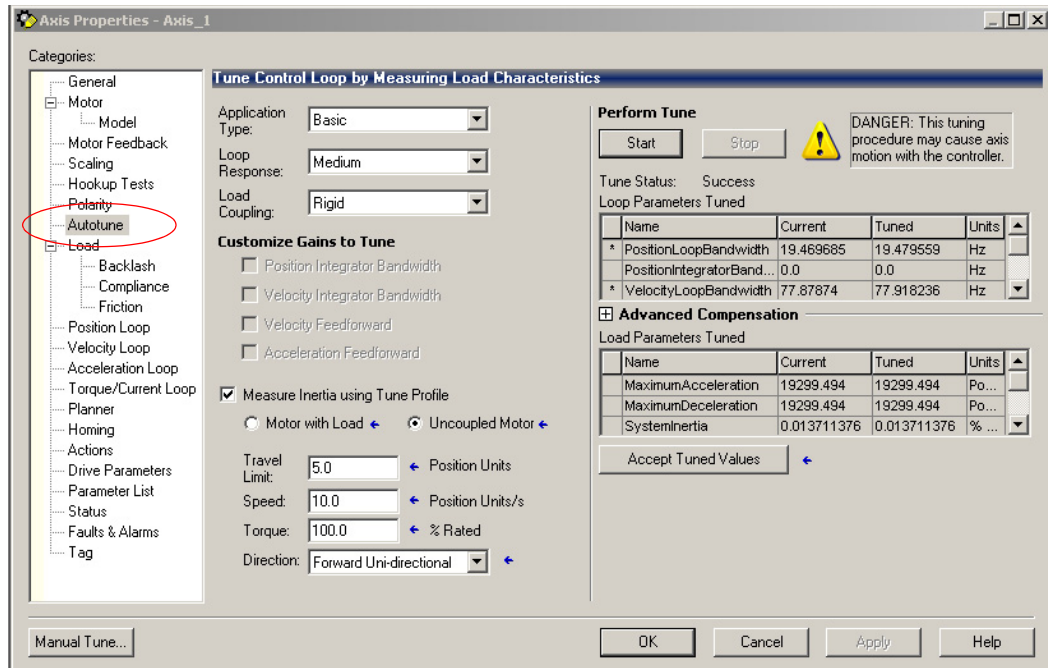 Axis Properties - Axis_1
Categories:
General
Motor
Model
Motor Feedback
Scaling
Hookup Tests
Polarity
Autotune
Load
Backlash
Compliance
Friction
Position Loop
Velocity Loop
Acceleration Loop
Torque/Current Loop
Planner
Homing
Actions
Drive Parameters
Parameter List
Status
Faults & Alarms
Tag
Tune Control Loop by Measuring Load Characteristics
Application Type: Basic
Loop Response: Medium
Load Coupling: Rigid
Customize Gains to Tune
Position Integrator Bandwidth
Velocity Integrator Bandwidth
Velocity Feedforward
Acceleration Feedforward
Measure Inertia using Tune Profile
Motor with Load Uncoupled Motor
Travel Limit: 5.0 Position Units
Speed: 10.0 Position Units/s
Torque: 100.0 % Rated
Direction: Forward Uni-directional
Perform Tune
Start Stop
DANGER: This tuning
procedure may cause axis
motion with the controller.
Tune Status: Success
Loop Parameters Tuned
Name Current Tuned Units
* PositionLoopBandwidth 19.469685 19.479559 Hz
PositionIntegratorBand... 0.0 0.0 Hz
* VelocityLoopBandwidth 77.87874 77.918236 Hz
Advanced Compensation
Load Parameters Tuned
Name Current Tuned Units
MaximumAcceleration 19299.494 19299.494 Po...
MaximumDeceleration 19299.494 19299.494 Po...
SystemInertia 0.013711376 0.013711376 % ...
Accept Tuned Values
Manual Tune... OK Cancel Apply Help